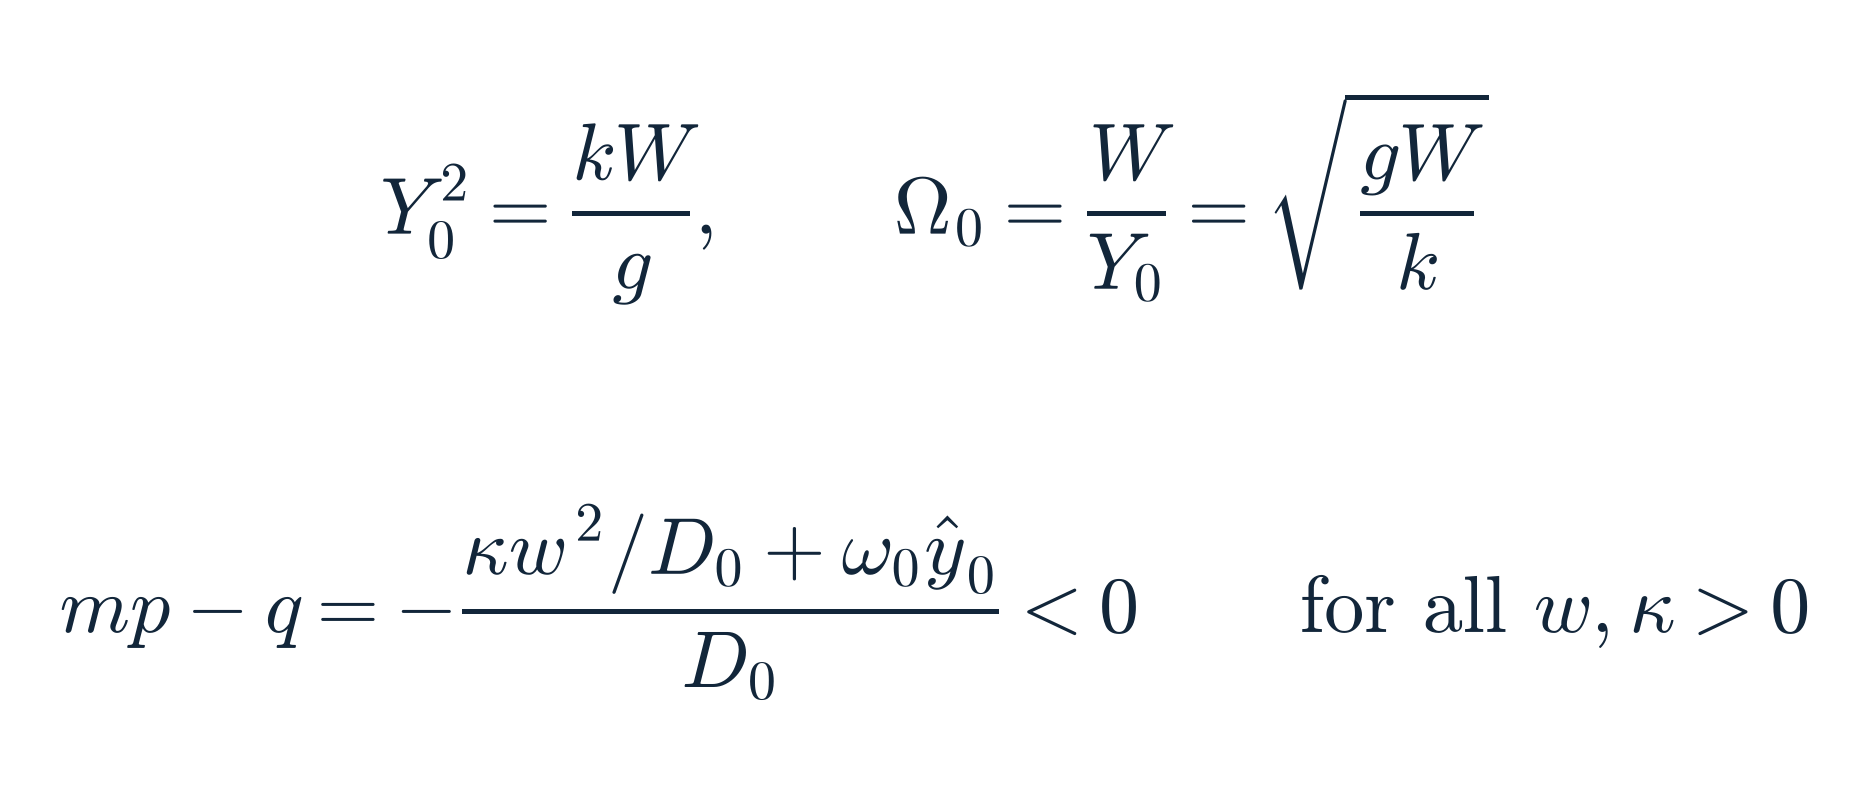 $Y_0^2 = \frac{kW}{g}, \qquad \Omega_0 = \frac{W}{Y_0} = \sqrt{\frac{gW}{k}}$
$mp - q = -\frac{\kappa w^2/D_0 + \omega_0 \hat{y}_0}{D_0} < 0 \qquad \text{for all } w, \kappa > 0$